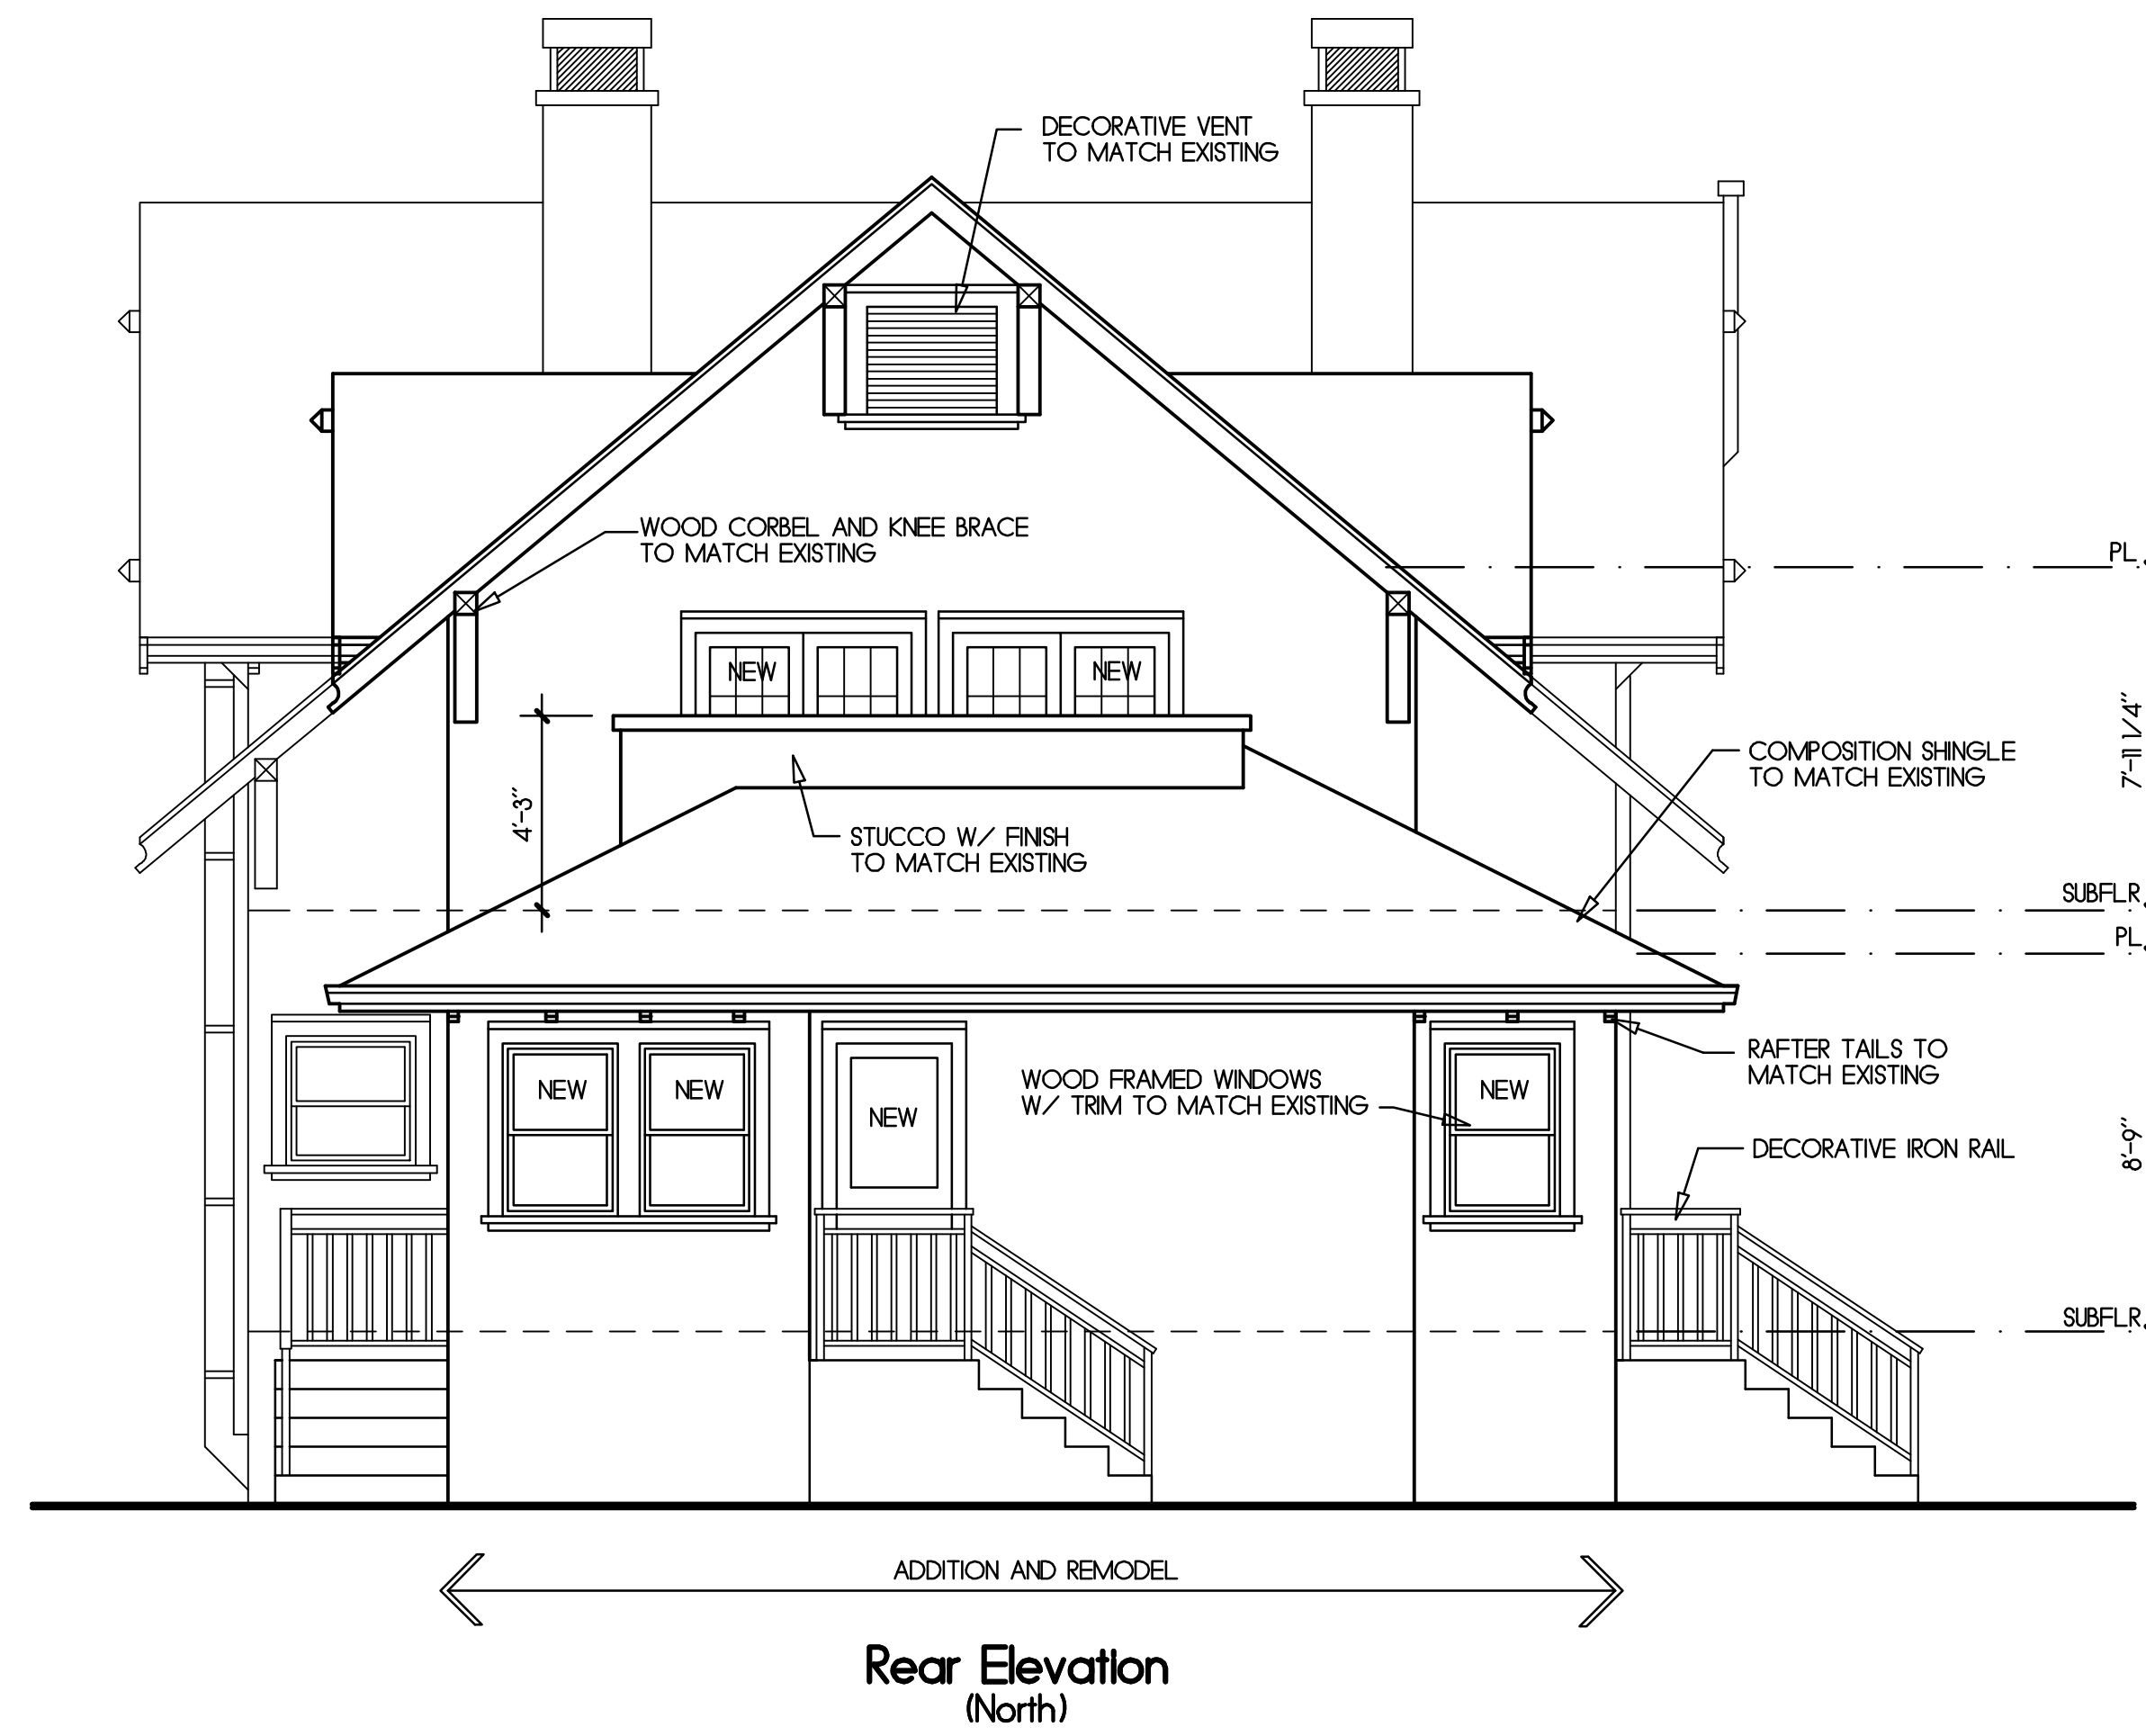 DECORATIVE VENT
TO MATCH EXISTING
WOOD CORBEL AND KNEE BRACE
TO MATCH EXISTING
PL.
NEW
NEW
7'-11 1/4"
COMPOSITION SHINGLE
TO MATCH EXISTING
4'-3"
STUCCO W/ FINISH
TO MATCH EXISTING
SUBFLR.
PL.
RAFTER TAILS TO
MATCH EXISTING
WOOD FRAMED WINDOWS
W/ TRIM TO MATCH EXISTING
NEW
NEW
NEW
NEW
8'-9"
DECORATIVE IRON RAIL
SUBFLR.
ADDITION AND REMODEL
Rear Elevation
(North)